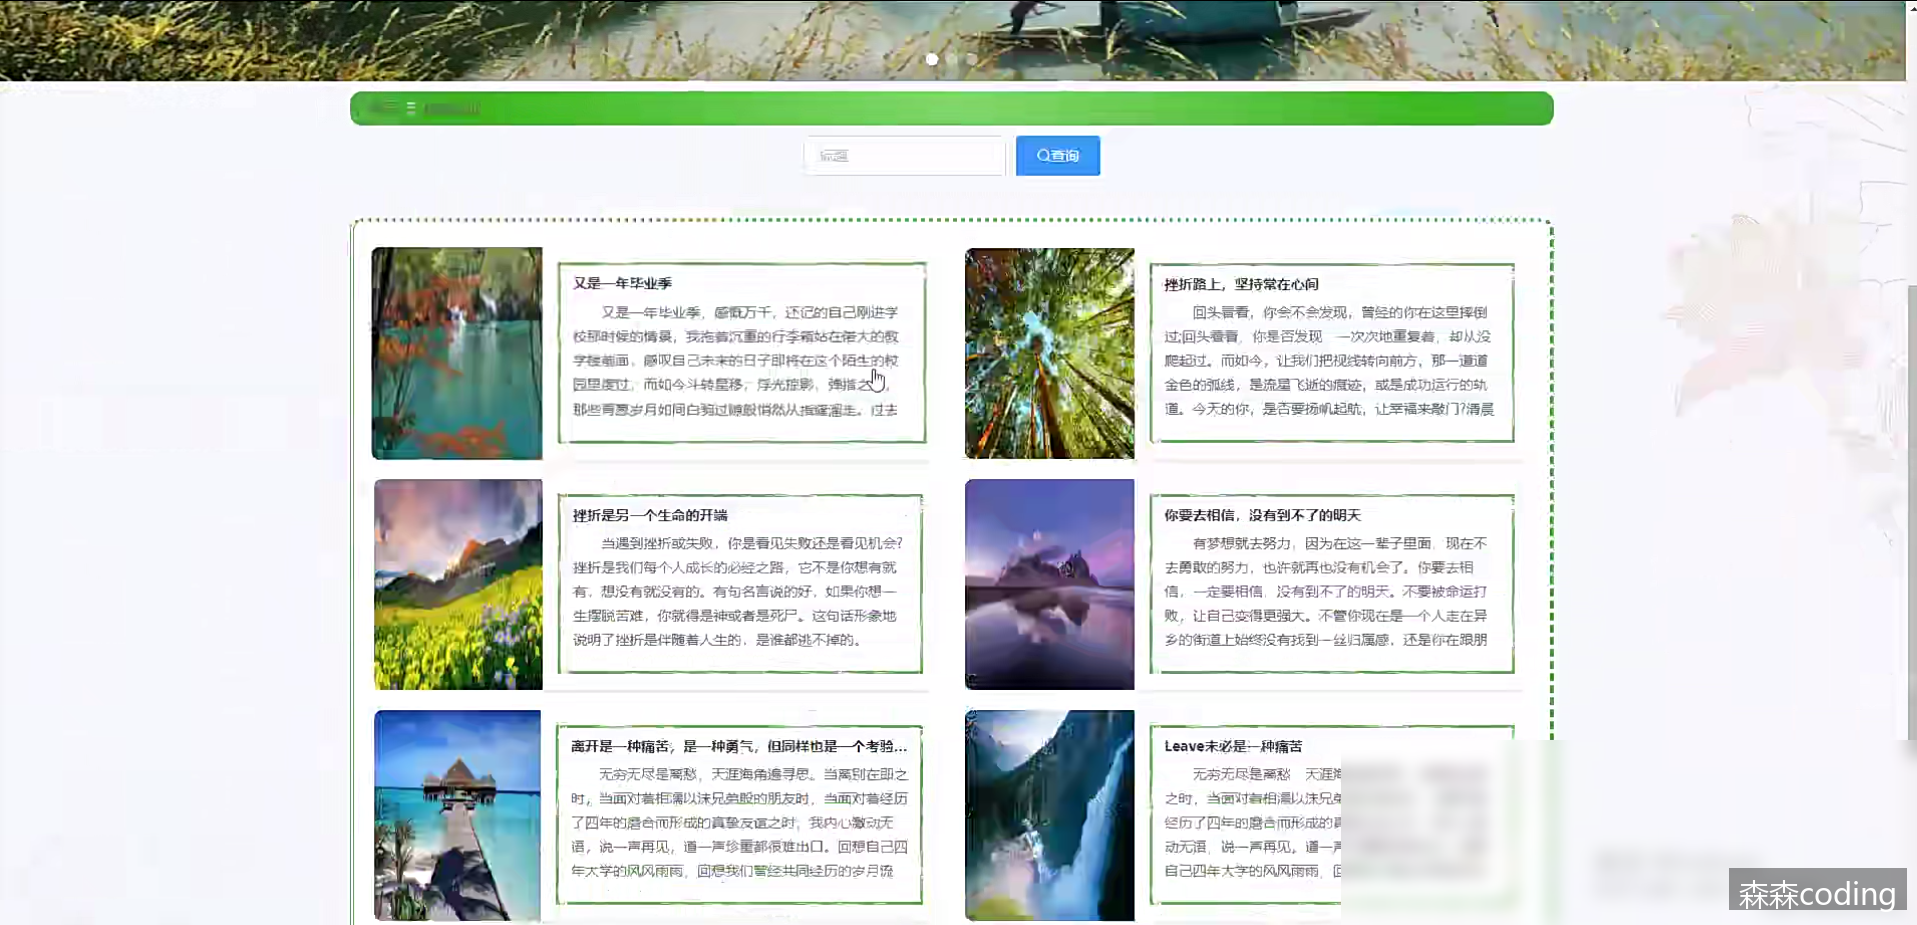 标题
查询
又是一年毕业季
又是一年毕业季，感慨万千，还记的自己刚进学
校那时候的情景，我拖着沉重的行李箱站在偌大的教
学楼前面，感叹自己未来的日子即将在这个陌生的校
园里度过，而如今斗转星移，浮光掠影，弹指之
那些青葱岁月如同白驹过隙般悄然从指缝溜走。过去
挫折路上，坚持常在心间
回头看看，你会不会发现，曾经的你在这里摔倒
过;回头看看，你是否发现 一次次地重复着，却从没
爬起过。而如今，让我们把视线转向前方，那一道道
金色的弧线，是流星飞逝的痕迹，或是成功运行的轨
道。今天的你，是否要扬帆起航，让幸福来敲门?清晨
挫折是另一个生命的开端
当遇到挫折或失败，你是看见失败还是看见机会?
挫折是我们每个人成长的必经之路，它不是你想有就
有，想没有就没有的。有句名言说的好，如果你想一
生摆脱苦难，你就得是神或者是死尸。这句话形象地
说明了挫折是伴随着人生的，是谁都逃不掉的。
你要去相信，没有到不了的明天
有梦想就去努力，因为在这一辈子里面，现在不
去勇敢的努力，也许就再也没有机会了。你要去相
信，一定要相信，没有到不了的明天。不要被命运打
败，让自己变得更强大。不管你现在是一个人走在异
乡的街道上始终没有找到一丝归属感，还是你在跟朋
离开是一种痛苦，是一种勇气，但同样也是一个考验...
无穷无尽是离愁，天涯海角遍寻思。当离别在即之
时，当面对着相濡以沫兄弟般的朋友时，当面对着经历
了四年的磨合而形成的真挚友谊之时，我内心激动无
语，说一声再见，道一声珍重都很难出口。回想自己四
年大学的风风雨雨，回想我们曾经共同经历的岁月流
Leave未必是一种痛苦
无穷无尽是离愁 天涯海
之时，当面对着相濡以沫兄弟
经历了四年的磨合而形成的真
动无语，说一声再见。道一声
自己四年大学的风风雨雨，回
森森coding